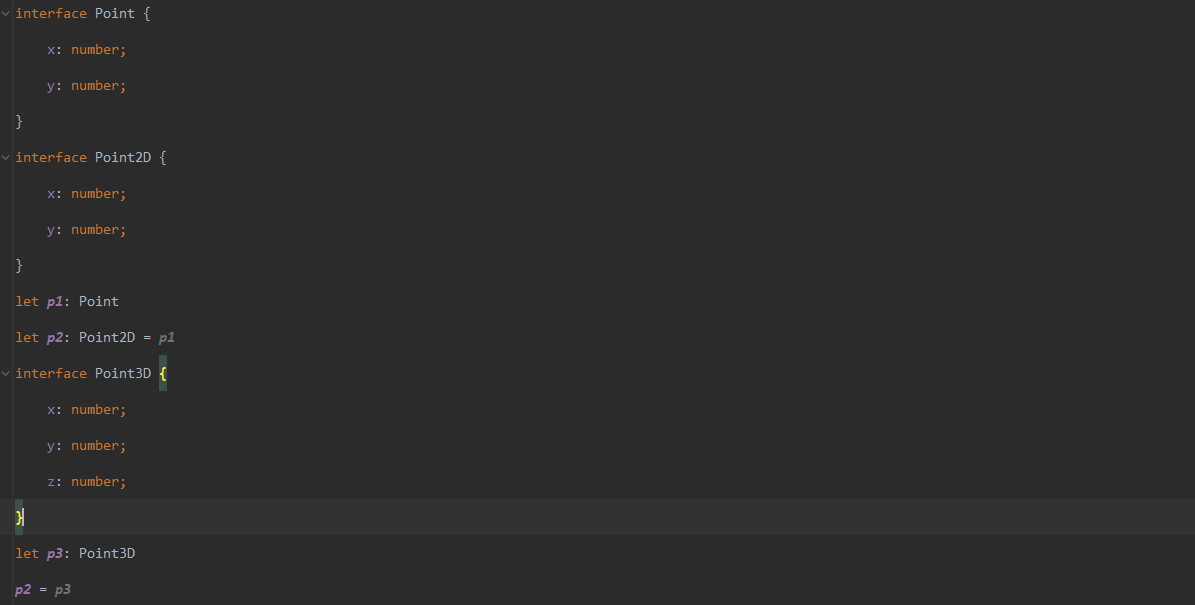 interface Point {
x: number;
y: number;
}
interface Point2D {
x: number;
y: number;
}
let p1: Point
let p2: Point2D = p1
interface Point3D {
x: number;
y: number;
z: number;
}
let p3: Point3D
p2 = p3